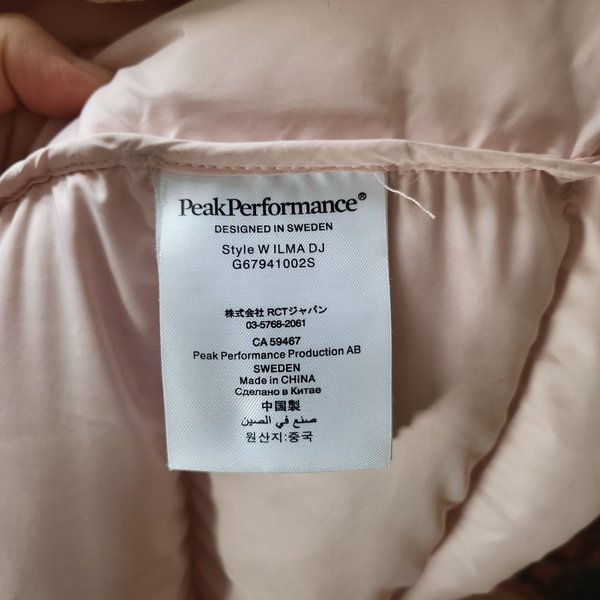 PeakPerformance®
DESIGNED IN SWEDEN
Style W ILMA DJ
G67941002S
株式会社 RCTジャパン
03-5768-2061
CA 59467
Peak Performance Production AB
SWEDEN
Made in CHINA
Сделано в Китае
中国製
صنع في الصين
원산지:중국